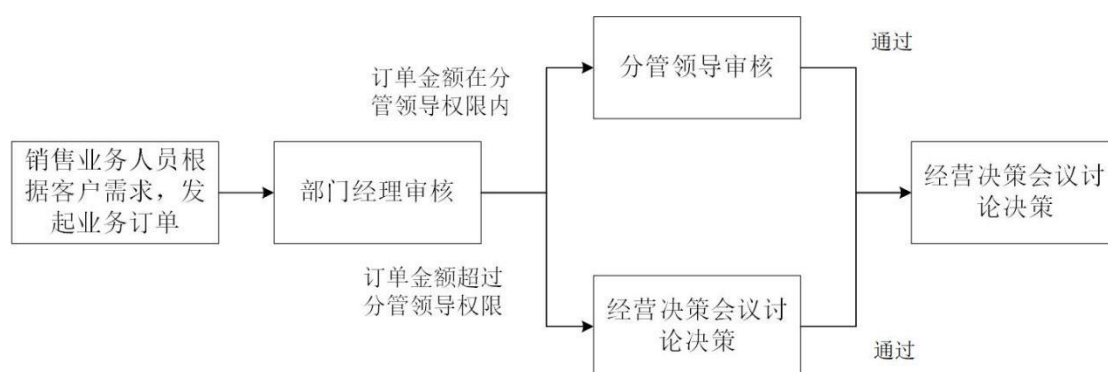 销售业务人员根
据客户需求，发
起业务订单
部门经理审核
订单金额在分
管领导权限内
订单金额超过
分管领导权限
分管领导审核
经营决策会议讨
论决策
通过
通过
经营决策会议讨
论决策